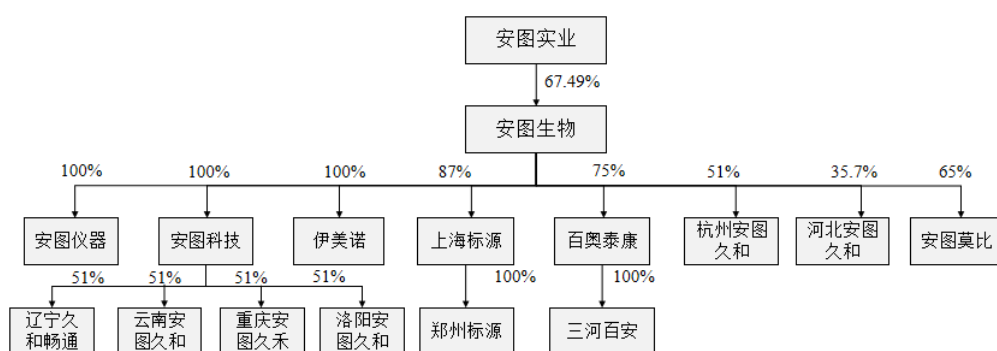 安图实业
67.49%
安图生物
100%
100%
100%
87%
75%
51%
35.7%
65%
安图仪器
安图科技
伊美诺
上海标源
百奥泰康
杭州安图
久和
河北安图
久和
安图莫比
51%
51%
51%
51%
100%
100%
辽宁久
和畅通
云南安
图久和
重庆安
图久禾
洛阳安
图久和
郑州标源
三河百安